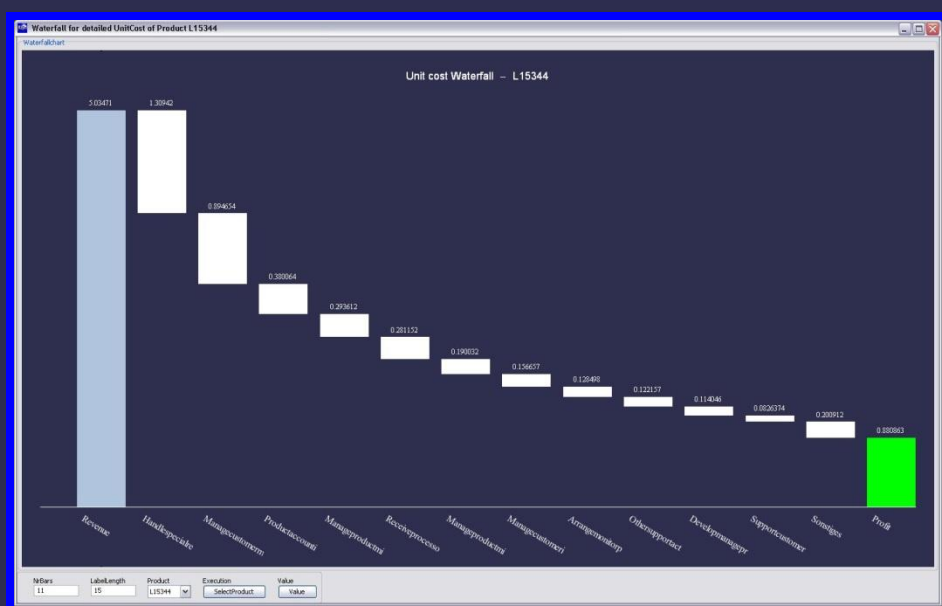 Waterfall for detailed UnitCost of Product L15344
Waterfallchart
Unit cost Waterfall – L15344
5.03471
1.30942
0.894654
0.380064
0.293612
0.281152
0.190032
0.156657
0.128498
0.122157
0.114046
0.0826374
0.200912
0.880863
Revenue
Handlespecialre
Managecustomerm
Productaccounti
Manageproductmi
Receiveprocesso
Manageproductmi
Managecustomeri
Arrangementorp
Othersupportact
Developmanagepr
Supportcustomer
Sonstiges
Profit
NrBars LabelLength Product Execution Value
11 15 L15344 SelectProduct Value